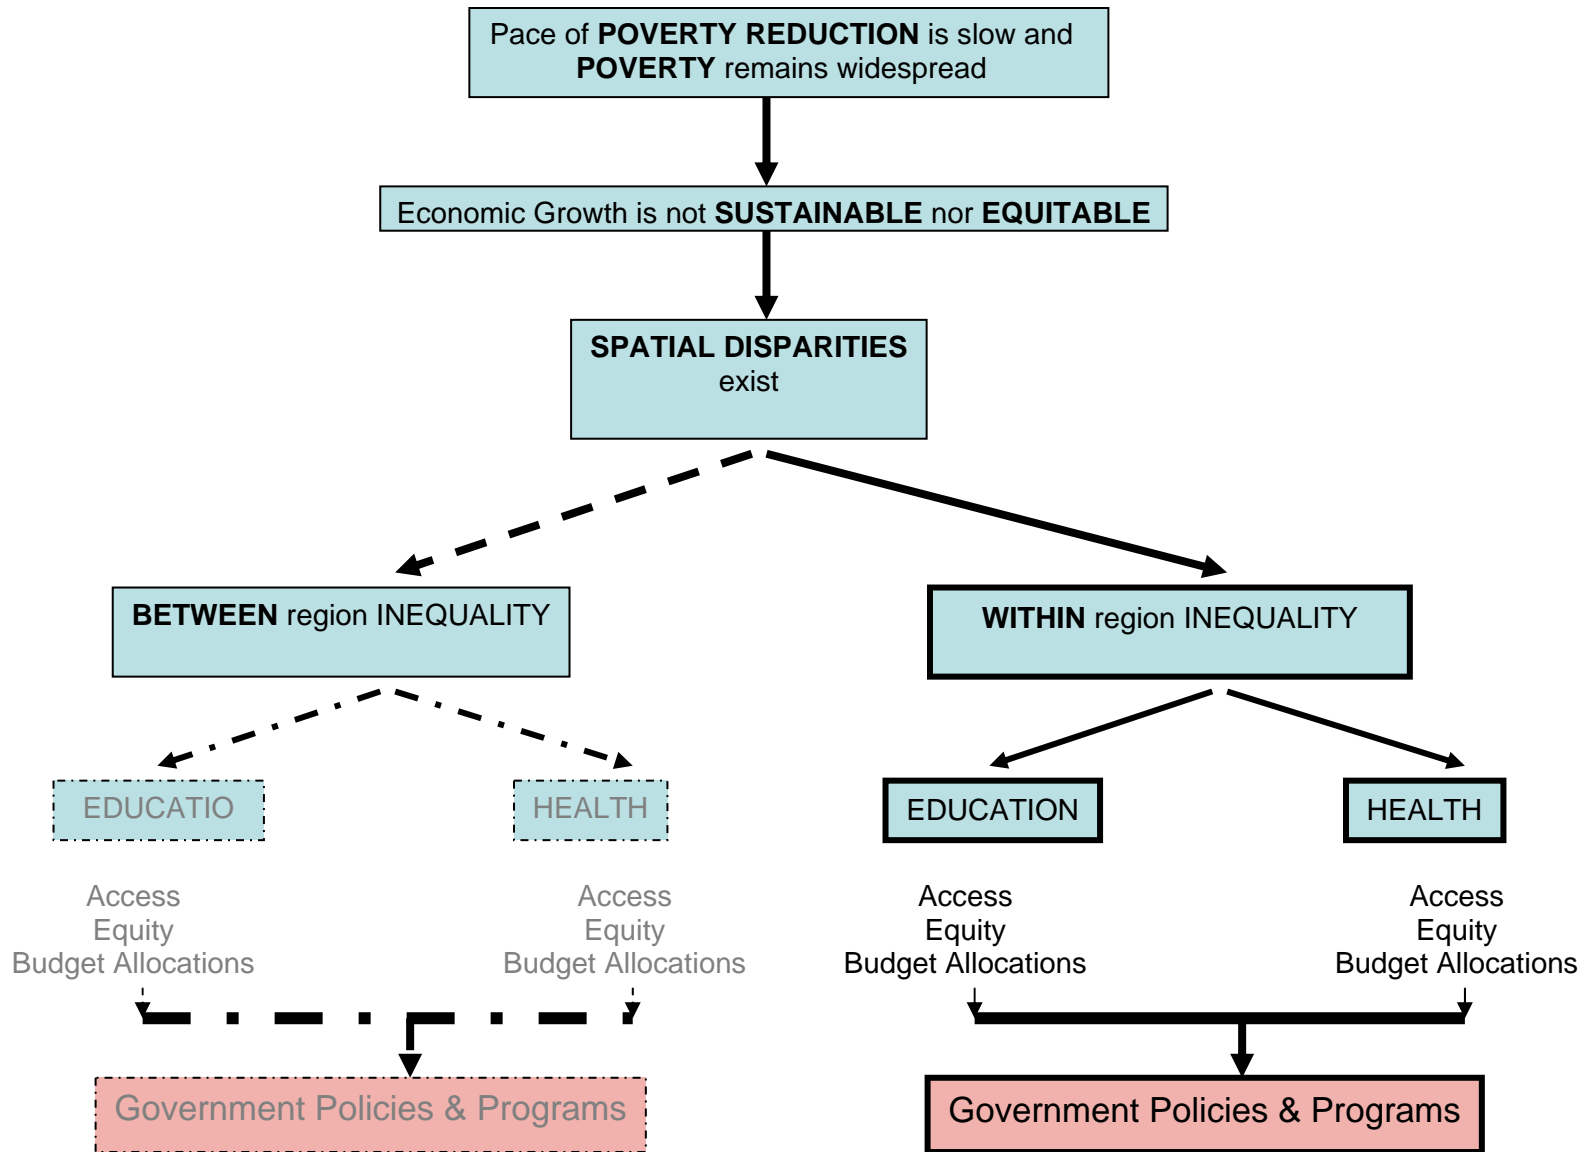 Pace of POVERTY REDUCTION is slow and
POVERTY remains widespread
Economic Growth is not SUSTAINABLE nor EQUITABLE
SPATIAL DISPARITIES
exist
BETWEEN region INEQUALITY
WITHIN region INEQUALITY
EDUCATIO
HEALTH
EDUCATION
HEALTH
Access
Equity
Budget Allocations
Access
Equity
Budget Allocations
Access
Equity
Budget Allocations
Access
Equity
Budget Allocations
Government Policies & Programs
Government Policies & Programs